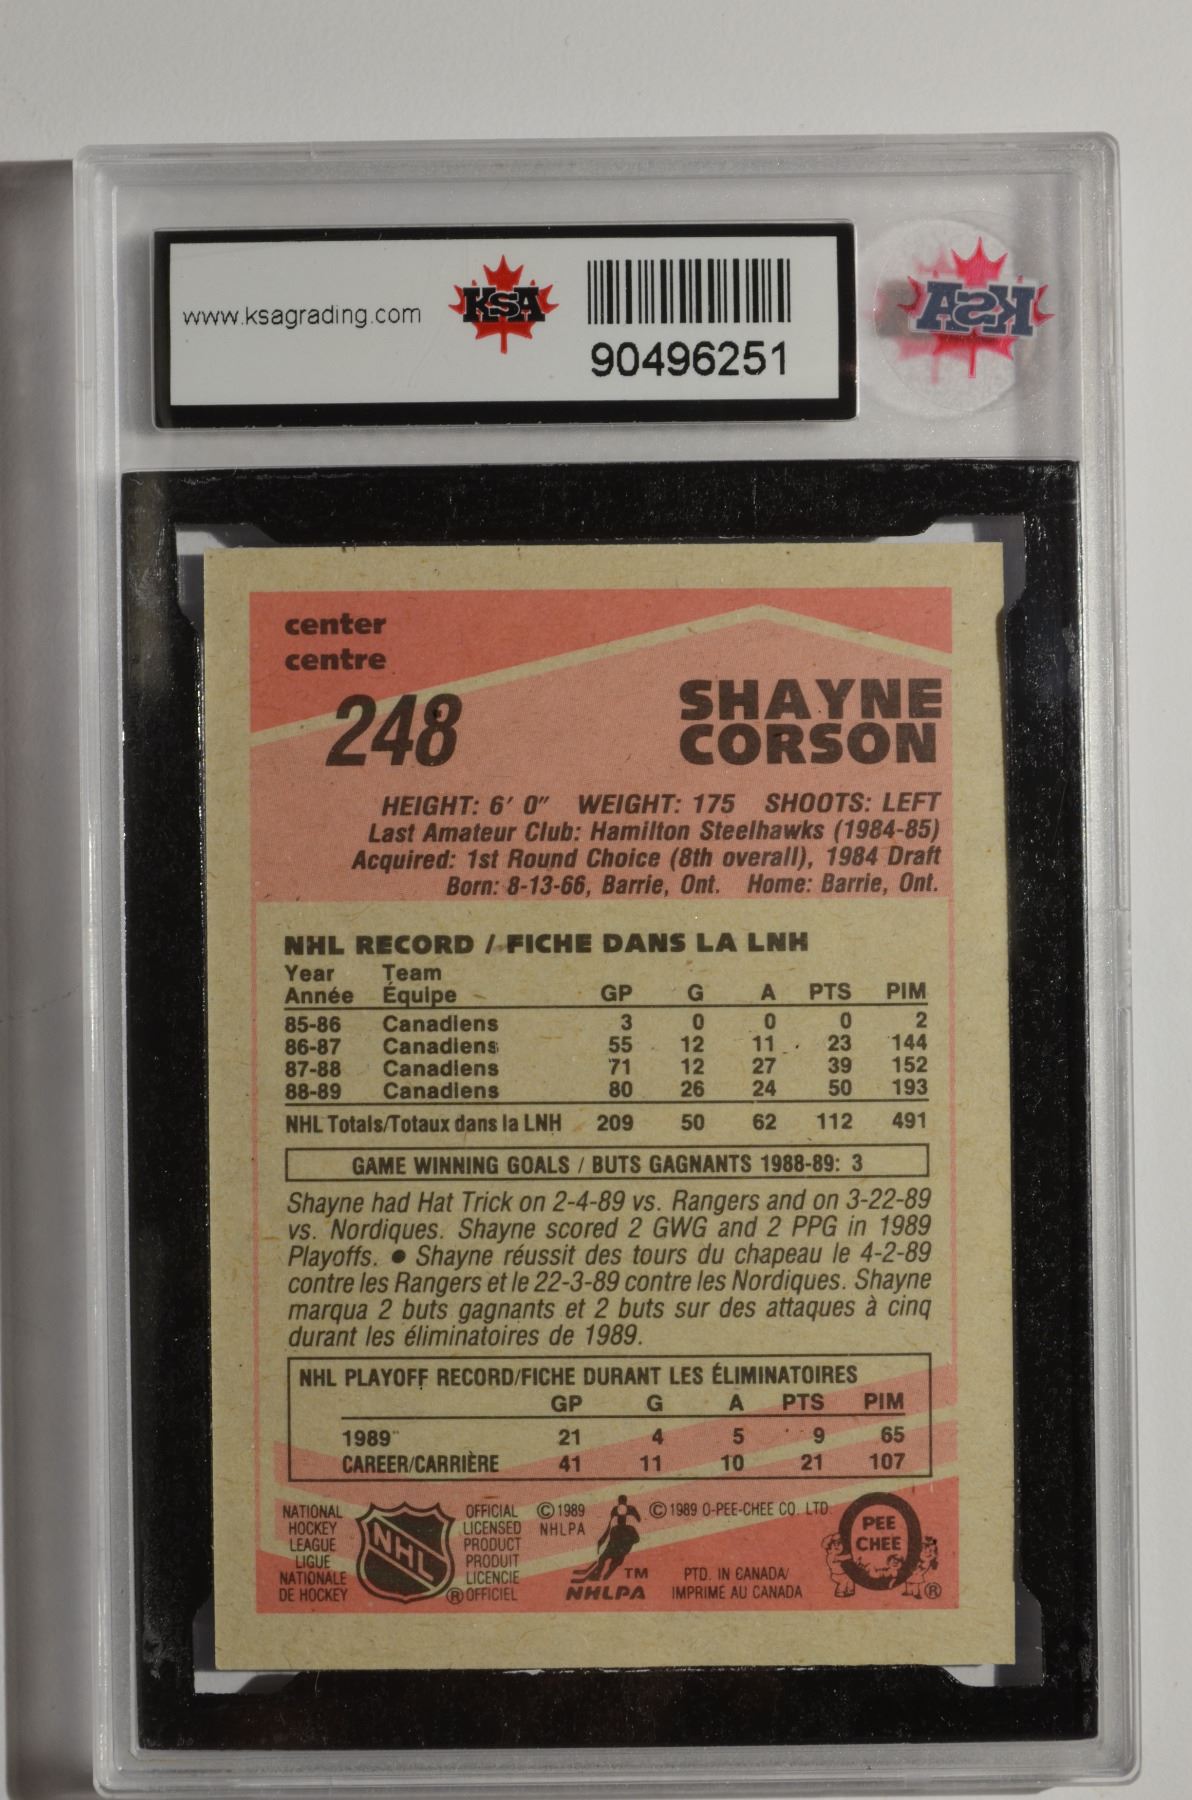 www.ksagrading.com
KSA
90496251
KSA
center
centre
248
SHAYNE
CORSON
HEIGHT: 6' 0" WEIGHT: 175 SHOOTS: LEFT
Last Amateur Club: Hamilton Steelhawks (1984-85)
Acquired: 1st Round Choice (8th overall), 1984 Draft
Born: 8-13-66, Barrie, Ont. Home: Barrie, Ont.
NHL RECORD / FICHE DANS LA LNH
Year Team
Année Équipe GP G A PTS PIM
85-86 Canadiens 3 0 0 0 2
86-87 Canadiens 55 12 11 23 144
87-88 Canadiens 71 12 27 39 152
88-89 Canadiens 80 26 24 50 193
NHL Totals/Totaux dans la LNH 209 50 62 112 491
GAME WINNING GOALS / BUTS GAGNANTS 1988-89: 3
Shayne had Hat Trick on 2-4-89 vs. Rangers and on 3-22-89
vs. Nordiques. Shayne scored 2 GWG and 2 PPG in 1989
Playoffs. ● Shayne réussit des tours du chapeau le 4-2-89
contre les Rangers et le 22-3-89 contre les Nordiques. Shayne
marqua 2 buts gagnants et 2 buts sur des attaques à cinq
durant les éliminatoires de 1989.
NHL PLAYOFF RECORD/FICHE DURANT LES ÉLIMINATOIRES
GP G A PTS PIM
1989 21 4 5 9 65
CAREER/CARRIÈRE 41 11 10 21 107
NATIONAL
HOCKEY
LEAGUE
LIGUE
NATIONALE
DE HOCKEY
NHL
OFFICIAL
LICENSED
PRODUCT
PRODUIT
LICENCIE
® OFFICIEL
© 1989
NHLPA
TM
NHLPA
© 1989 O-PEE-CHEE CO. LTD.
PTD. IN CANADA/
IMPRIMÉ AU CANADA
PEE
CHEE
®